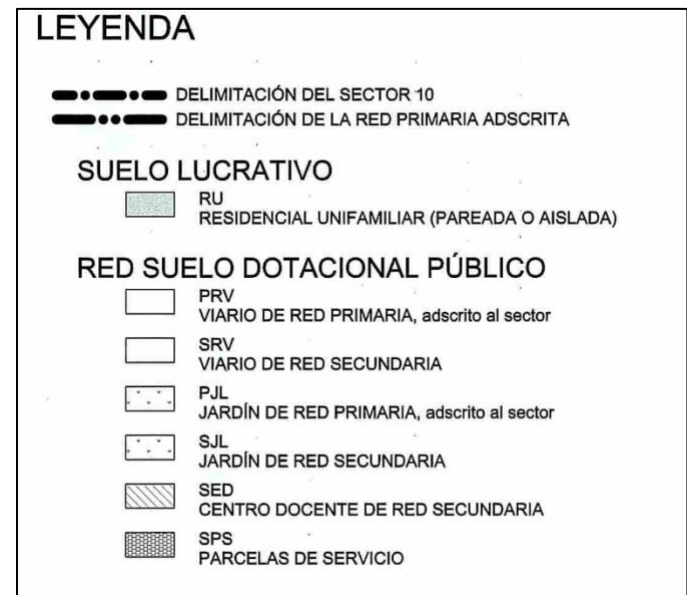 LEYENDA
DELIMITACIÓN DEL SECTOR 10
DELIMITACIÓN DE LA RED PRIMARIA ADSCRITA
SUELO LUCRATIVO
RU
RESIDENCIAL UNIFAMILIAR (PAREADA O AISLADA)
RED SUELO DOTACIONAL PÚBLICO
PRV
VIARIO DE RED PRIMARIA, adscrito al sector
SRV
VIARIO DE RED SECUNDARIA
PJL
JARDÍN DE RED PRIMARIA, adscrito al sector
SJL
JARDÍN DE RED SECUNDARIA
SED
CENTRO DOCENTE DE RED SECUNDARIA
SPS
PARCELAS DE SERVICIO